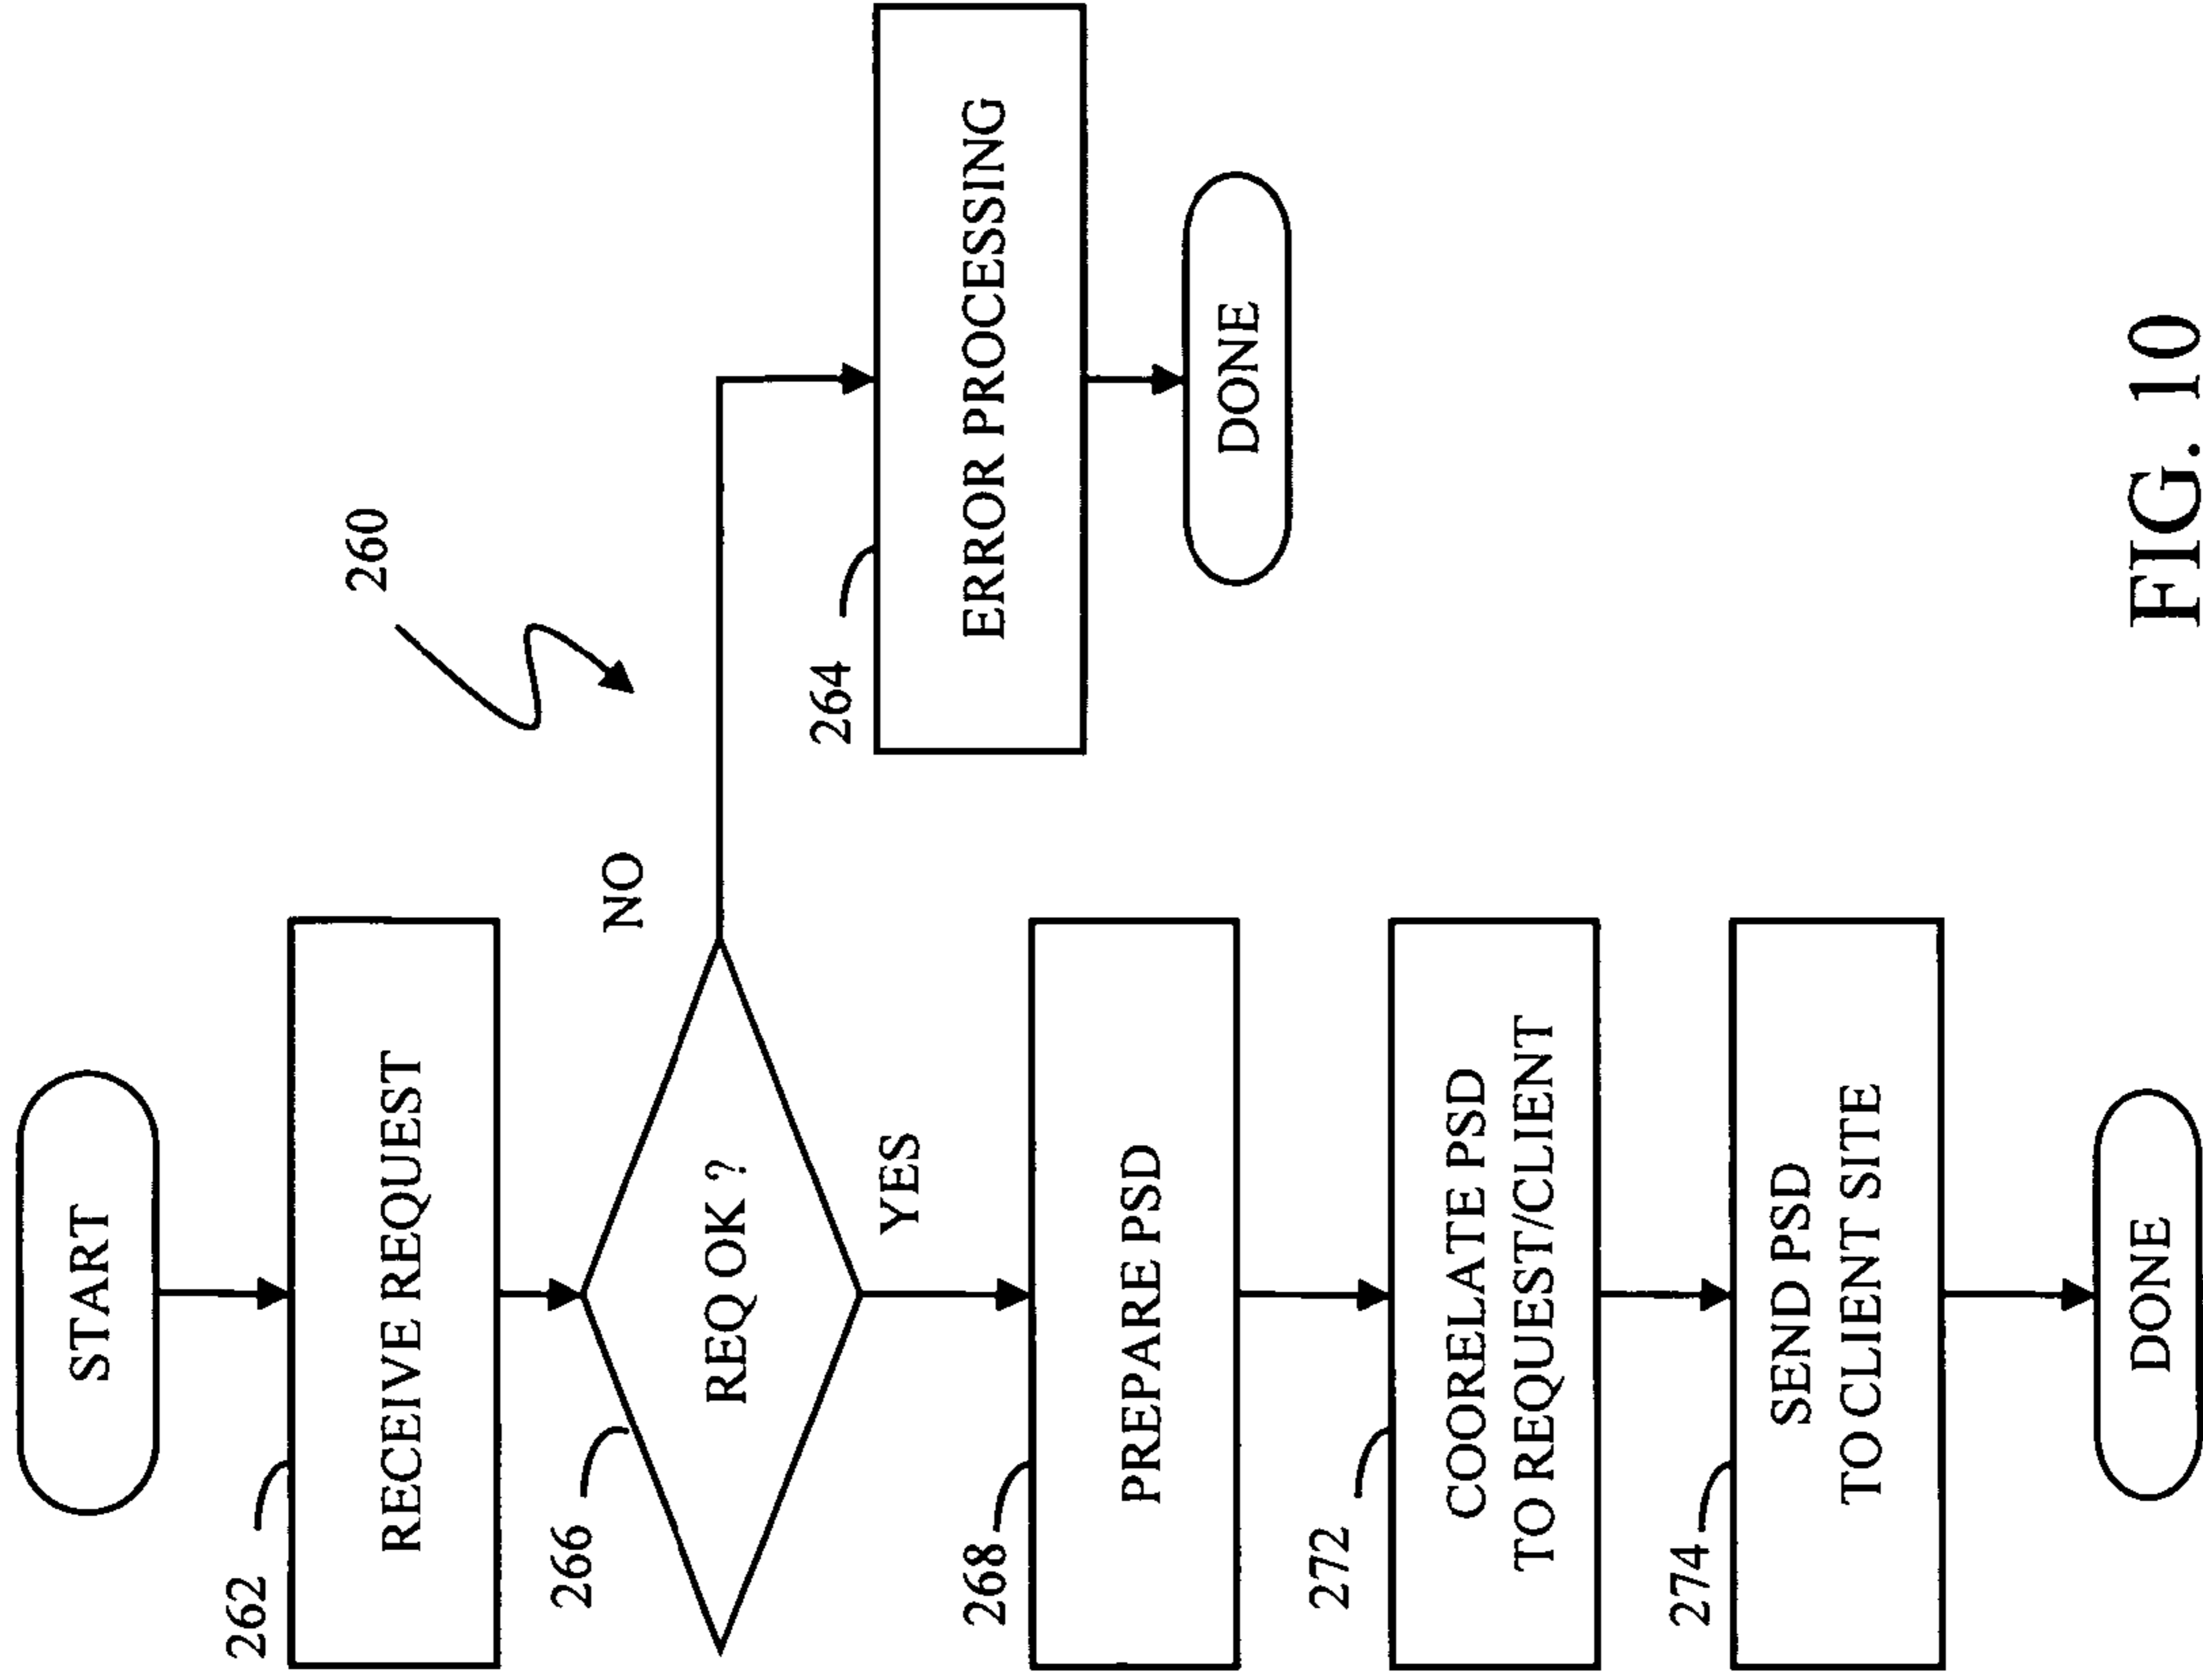 START
262
RECEIVE REQUEST
260
266
REQ OK ?
NO
YES
264
ERROR PROCESSING
DONE
268
PREPARE PSD
272
COORELATE PSD
TO REQUEST/CLIENT
274
SEND PSD
TO CLIENT SITE
DONE
FIG. 10